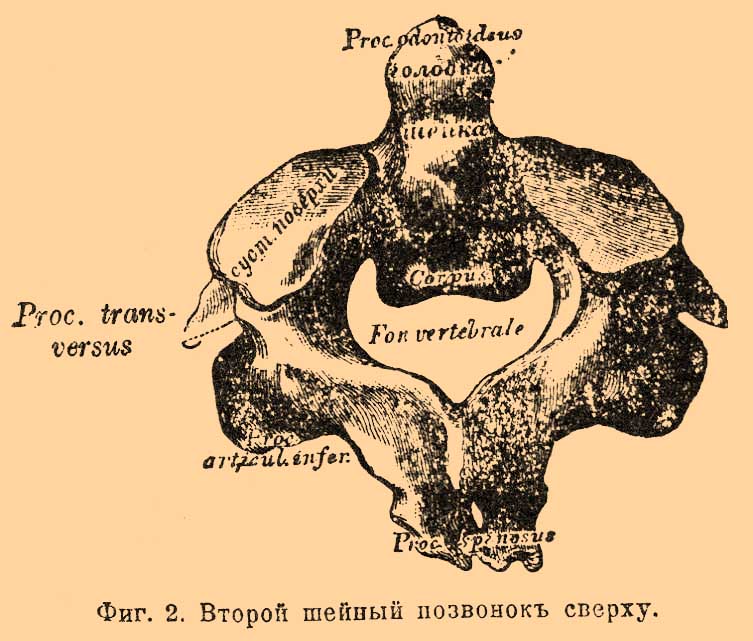 Proc. odontoideus
головка
шейка
суст. поверхн
Corpus
Proc. trans-
versus
For. vertebrale
Proc.
articul. infer.
Proc. spinosus
Фиг. 2. Второй шейный позвонокъ сверху.